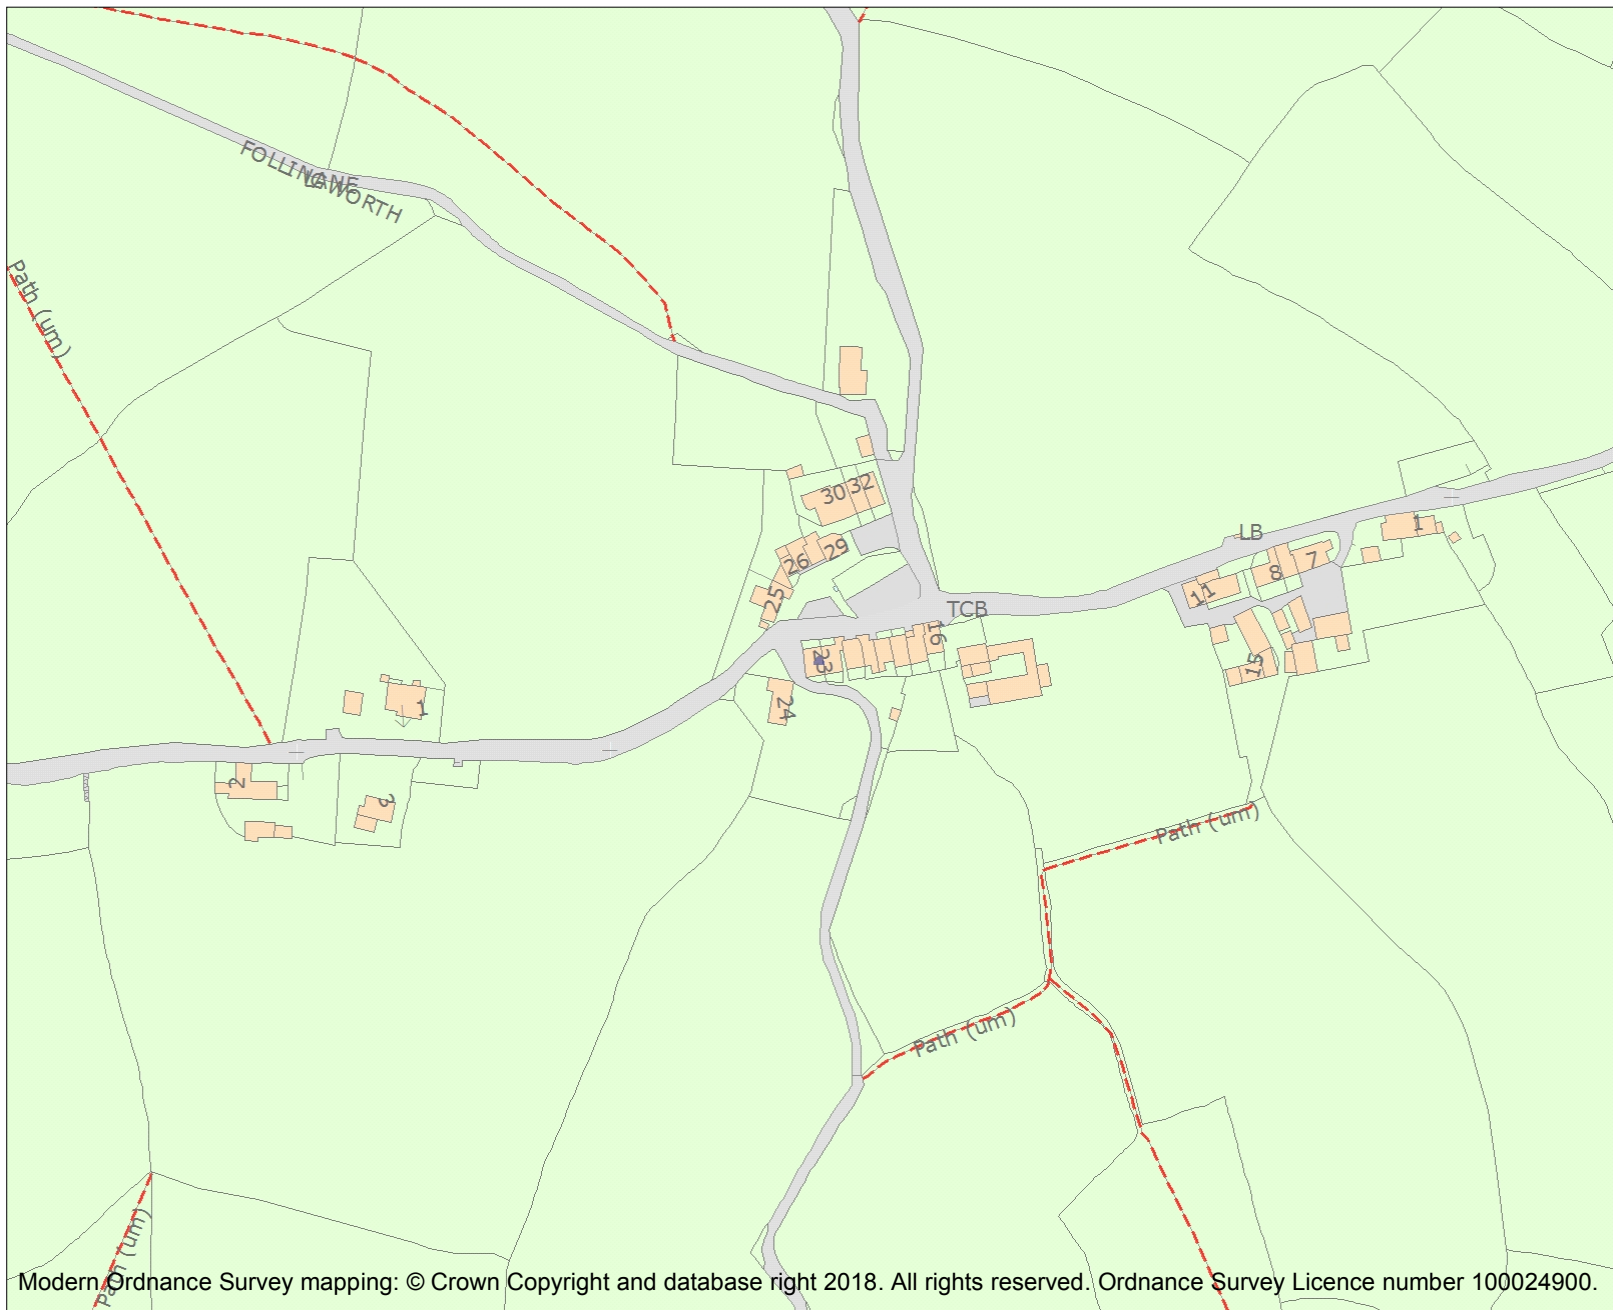 FOLLINGWORTH
LANE
Path (um)
30
32
29
26
25
LB
1
7
8
11
TCB
16
23
15
24
1
2
3
Path (um)
Path (um)
Path (um)
Modern Ordnance Survey mapping: © Crown Copyright and database right 2018. All rights reserved. Ordnance Survey Licence number 100024900.